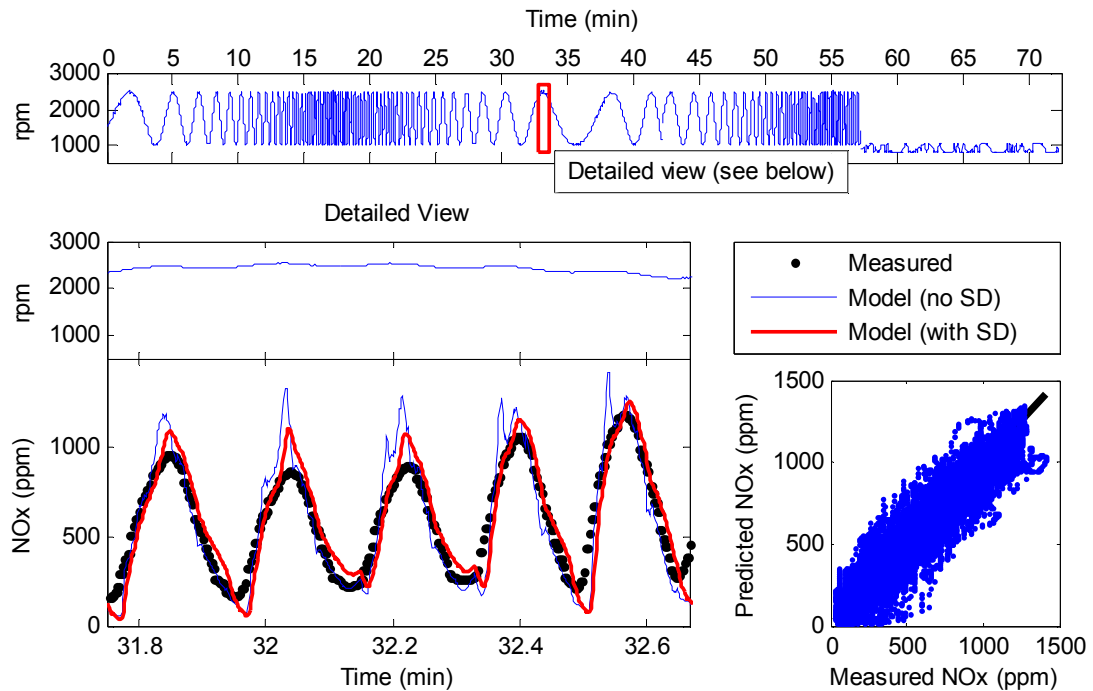 Time (min)
0 5 10 15 20 25 30 35 40 45 50 55 60 65 70
3000
2000
1000
rpm
Detailed view (see below)
Detailed View
3000
2000
1000
rpm
1000
500
0
NOx (ppm)
31.8 32 32.2 32.4 32.6
Time (min)
Measured
Model (no SD)
Model (with SD)
1500
1000
500
0
Predicted NOx (ppm)
0 500 1000 1500
Measured NOx (ppm)